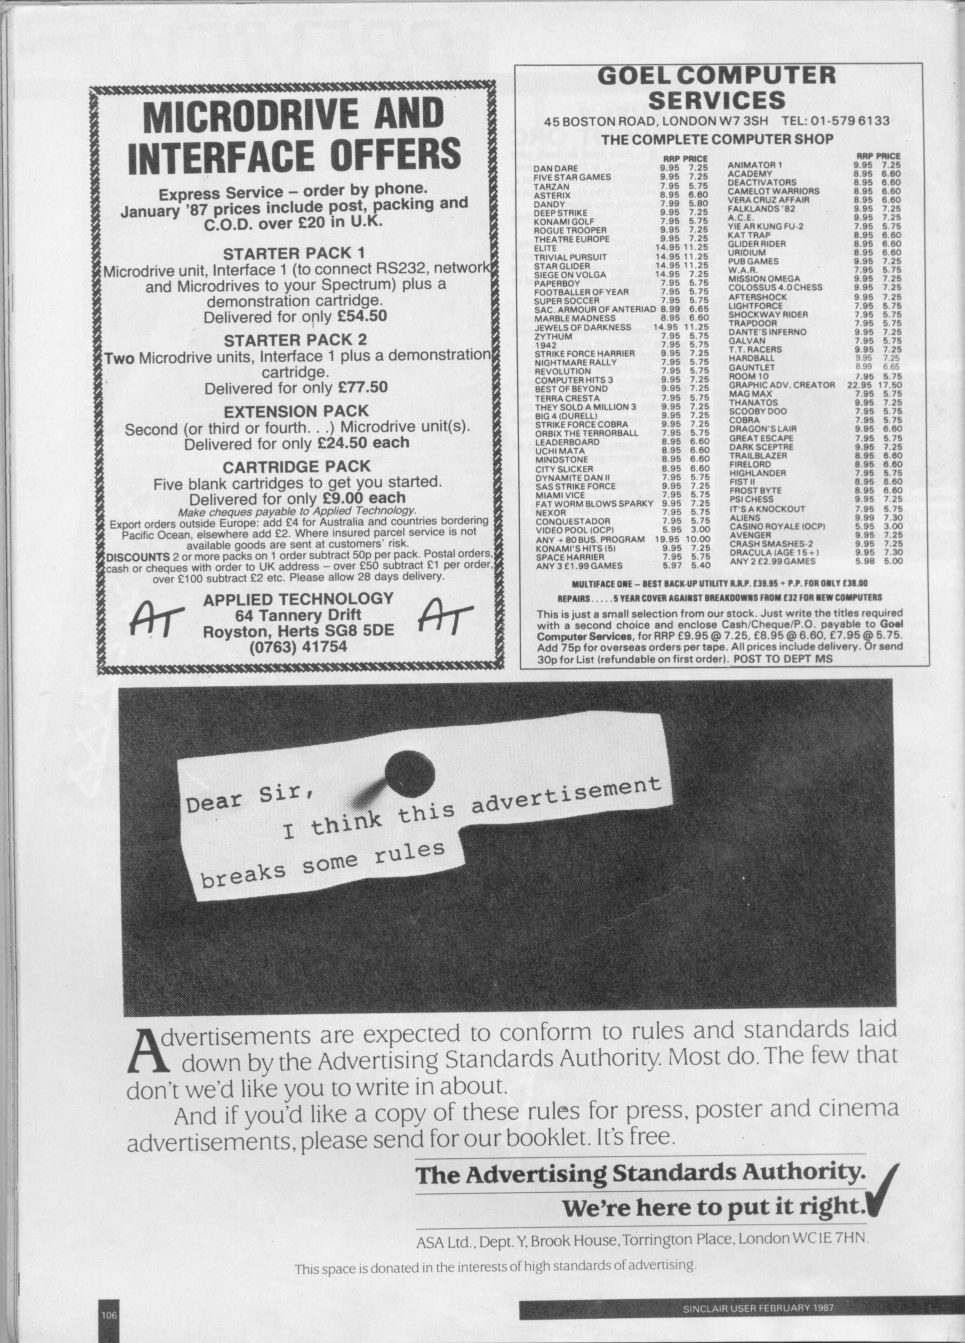 MICRODRIVE AND
INTERFACE OFFERS
Express Service – order by phone.
January '87 prices include post, packing and
C.O.D. over £20 in U.K.
STARTER PACK 1
Microdrive unit, Interface 1 (to connect RS232, network
and Microdrives to your Spectrum) plus a
demonstration cartridge.
Delivered for only £54.50
STARTER PACK 2
Two Microdrive units, Interface 1 plus a demonstration
cartridge.
Delivered for only £77.50
EXTENSION PACK
Second (or third or fourth. . .) Microdrive unit(s).
Delivered for only £24.50 each
CARTRIDGE PACK
Five blank cartridges to get you started.
Delivered for only £9.00 each
Make cheques payable to Applied Technology.
Export orders outside Europe: add £4 for Australia and countries bordering
Pacific Ocean, elsewhere add £2. Where insured parcel service is not
available goods are sent at customers' risk.
DISCOUNTS 2 or more packs on 1 order subtract 50p per pack. Postal orders,
cash or cheques with order to UK address – over £50 subtract £1 per order,
over £100 subtract £2 etc. Please allow 28 days delivery.
AT
APPLIED TECHNOLOGY
64 Tannery Drift
Royston, Herts SG8 5DE
(0763) 41754
AT
GOEL COMPUTER
SERVICES
45 BOSTON ROAD, LONDON W7 3SH TEL: 01-579 6133
THE COMPLETE COMPUTER SHOP
RRP PRICE
DAN DARE 9.95 7.25
FIVE STAR GAMES 9.95 7.25
TARZAN 7.95 5.75
ASTERIX 8.95 6.60
DANDY 7.99 5.80
DEEP STRIKE 9.95 7.25
KONAMI GOLF 7.95 5.75
ROGUE TROOPER 9.95 7.25
THEATRE EUROPE 9.95 7.25
ELITE 14.95 11.25
TRIVIAL PURSUIT 14.95 11.25
STAR GLIDER 14.95 11.25
SIEGE ON VOLGA 14.95 7.25
PAPERBOY 7.95 5.75
FOOTBALLER OF YEAR 7.95 5.75
SUPER SOCCER 7.95 5.75
SAC. ARMOUR OF ANTERIAD 8.99 6.65
MARBLE MADNESS 8.95 6.60
JEWELS OF DARKNESS 14.95 11.25
ZYTHUM 7.95 5.75
1942 7.95 5.75
STRIKE FORCE HARRIER 9.95 7.25
NIGHTMARE RALLY 7.95 5.75
REVOLUTION 7.95 5.75
COMPUTER HITS 3 9.95 7.25
BEST OF BEYOND 9.95 7.25
TERRA CRESTA 7.95 5.75
THEY SOLD A MILLION 3 9.95 7.25
BIG 4 (DURELL) 9.95 7.25
STRIKE FORCE COBRA 9.95 7.25
ORBIX THE TERRORBALL 7.95 5.75
LEADERBOARD 8.95 6.60
UCHI MATA 8.95 6.60
MINDSTONE 8.95 6.60
CITY SLICKER 8.95 6.60
DYNAMITE DAN II 7.95 5.75
SAS STRIKE FORCE 9.95 7.25
MIAMI VICE 7.95 5.75
FAT WORM BLOWS SPARKY 9.95 7.25
NEXOR 7.95 5.75
CONQUESTADOR 7.95 5.75
VIDEO POOL (OCP) 5.95 3.00
ANY + 80 BUS. PROGRAM 19.95 10.00
KONAMI'S HITS (5) 9.95 7.25
SPACE HARRIER 7.95 5.75
ANY 3 £1.99 GAMES 5.97 5.40
RRP PRICE
ANIMATOR 1 9.95 7.25
ACADEMY 8.95 6.60
DEACTIVATORS 8.95 6.60
CAMELOT WARRIORS 8.95 6.60
VERA CRUZ AFFAIR 8.95 6.60
FALKLANDS '82 9.95 7.25
A.C.E. 9.95 7.25
YIE AR KUNG FU-2 7.95 5.75
KAT TRAP 8.95 6.60
GLIDER RIDER 8.95 6.60
URIDIUM 8.95 6.60
PUB GAMES 9.95 7.25
W.A.R. 7.95 5.75
MISSION OMEGA 9.95 7.25
COLOSSUS 4.0 CHESS 9.95 7.25
AFTERSHOCK 9.95 7.25
LIGHTFORCE 7.95 5.75
SHOCKWAY RIDER 7.95 5.75
TRAPDOOR 7.95 5.75
DANTE'S INFERNO 9.95 7.25
GALVAN 7.95 5.75
T.T. RACERS 9.95 7.25
HARDBALL 9.95 7.25
GAUNTLET 8.99 6.65
ROOM 10 7.95 5.75
GRAPHIC ADV. CREATOR 22.95 17.50
MAG MAX 7.95 5.75
THANATOS 9.95 7.25
SCOOBY DOO 7.95 5.75
COBRA 7.95 5.75
DRAGON'S LAIR 9.95 6.60
GREAT ESCAPE 7.95 5.75
DARK SCEPTRE 9.95 7.25
TRAILBLAZER 8.95 6.60
FIRELORD 8.95 6.60
HIGHLANDER 7.95 5.75
FIST II 8.95 8.60
FROST BYTE 8.95 6.60
PSI CHESS 9.95 7.25
IT'S A KNOCKOUT 7.95 5.75
ALIENS 9.99 7.30
CASINO ROYALE (OCP) 5.95 3.00
AVENGER 9.95 7.25
CRASH SMASHES-2 9.95 7.25
DRACULA (AGE 15+) 9.95 7.30
ANY 2 £2.99 GAMES 5.98 5.00
MULTIFACE ONE – BEST BACK-UP UTILITY R.R.P. £39.95 + P.P. FOR ONLY £38.00
REPAIRS.....5 YEAR COVER AGAINST BREAKDOWNS FROM £32 FOR NEW COMPUTERS
This is just a small selection from our stock. Just write the titles required
with a second choice and enclose Cash/Cheque/P.O. payable to Goel
Computer Services, for RRP £9.95 @ 7.25, £8.95 @ 6.60, £7.95 @ 5.75.
Add 75p for overseas orders per tape. All prices include delivery. Or send
30p for List (refundable on first order). POST TO DEPT MS
Dear Sir,
I think this advertisement
breaks some rules
Advertisements are expected to conform to rules and standards laid
down by the Advertising Standards Authority. Most do. The few that
don't we'd like you to write in about.
And if you'd like a copy of these rules for press, poster and cinema
advertisements, please send for our booklet. It's free.
The Advertising Standards Authority.
We're here to put it right.
ASA Ltd., Dept. Y, Brook House, Torrington Place, London WC1E 7HN.
This space is donated in the interests of high standards of advertising.
106
SINCLAIR USER FEBRUARY 1987